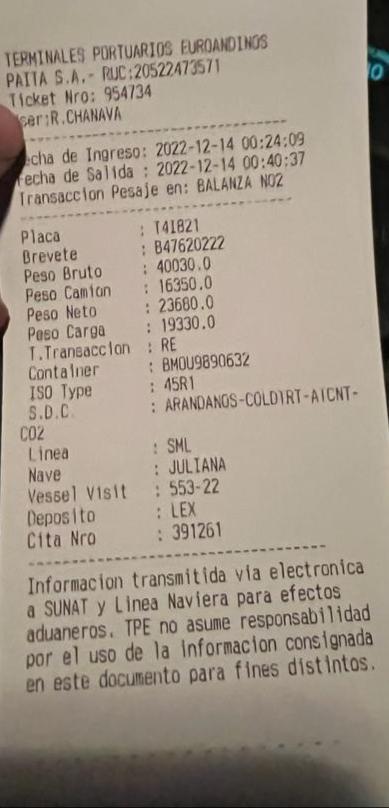 TERMINALES PORTUARIOS EUROANDINOS
PAITA S.A.- RUC:20522473571
Ticket Nro: 954734
ser:R.CHANAVA
echa de Ingreso: 2022-12-14 00:24:09
echa de Salida : 2022-12-14 00:40:37
Transaccion Pesaje en: BALANZA NO2
Placa : T4IB21
Brevete : B47620222
Peso Bruto : 40030.0
Peso Camion : 16350.0
Peso Neto : 23680.0
Peso Carga : 19330.0
T.Transaccion : RE
Container : BMOU9890632
ISO Type : 45R1
S.D.C. : ARANDANOS-COLDTRT-ATCNT-
CO2
Linea : SML
Nave : JULIANA
Vessel Visit : 553-22
Deposito : LEX
Cita Nro : 391261
Informacion transmitida via electronica
a SUNAT y Linea Naviera para efectos
aduaneros. TPE no asume responsabilidad
por el uso de la informacion consignada
en este documento para fines distintos.